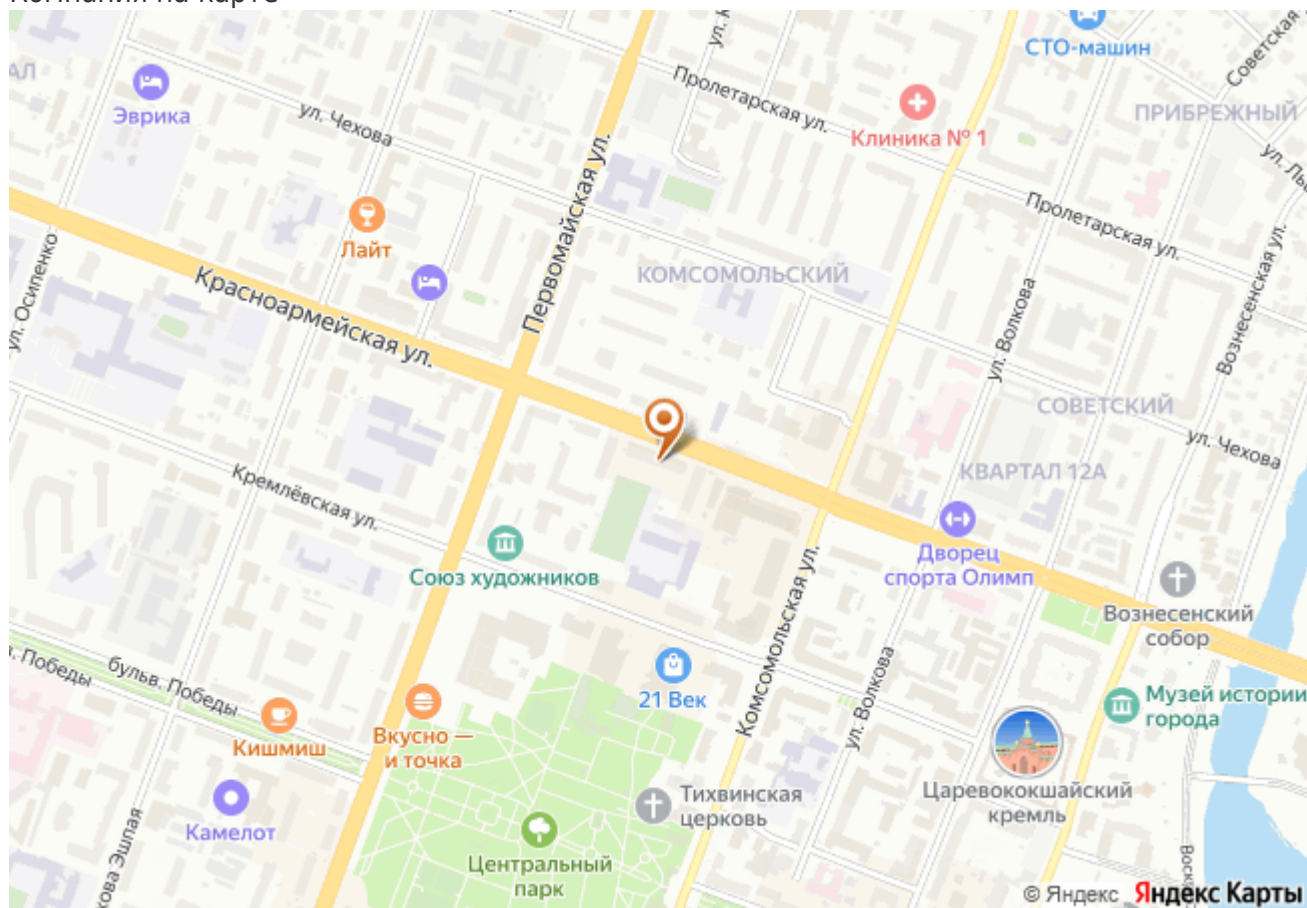 СТО-машин
Советская
ПРИБРЕЖНЫЙ
Эврика
ул. Чехова
Пролетарская ул.
Клиника № 1
Первомайская ул.
Лайт
Пролетарская ул.
КОМСОМОЛЬСКИЙ
ул. Осипенко
Красноармейская ул.
ул. Волкова
Вознесенская ул.
СОВЕТСКИЙ
ул. Чехова
КВАРТАЛ 12А
Кремлёвская ул.
Союз художников
Дворец
спорта Олимп
Вознесенский
собор
Комсомольская ул.
бульв. Победы
21 Век
ул. Волкова
Музей истории
города
Кишмиш
Вкусно —
и точка
Царевококшайский
кремль
Тихвинская
церковь
Камелот
Центральный
парк
© Яндекс Яндекс Карты